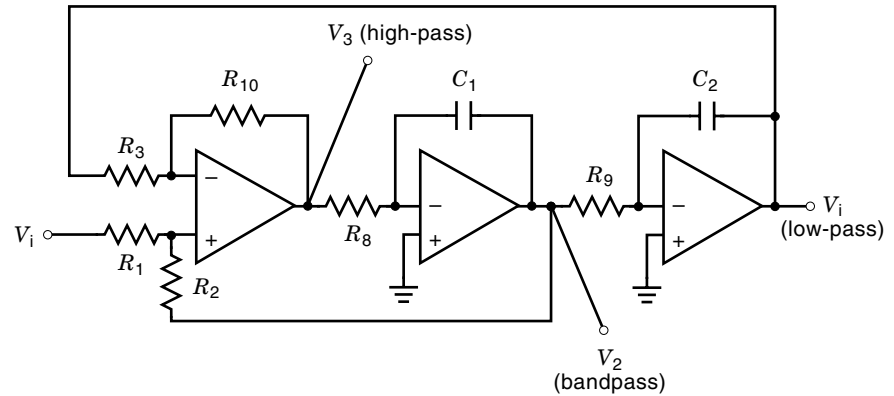 V3 (high-pass)
R10
C1
C2
R3
−
R9
−
−
Vi
Vi
(low-pass)
+
R8
+
+
R1
R2
V2
(bandpass)